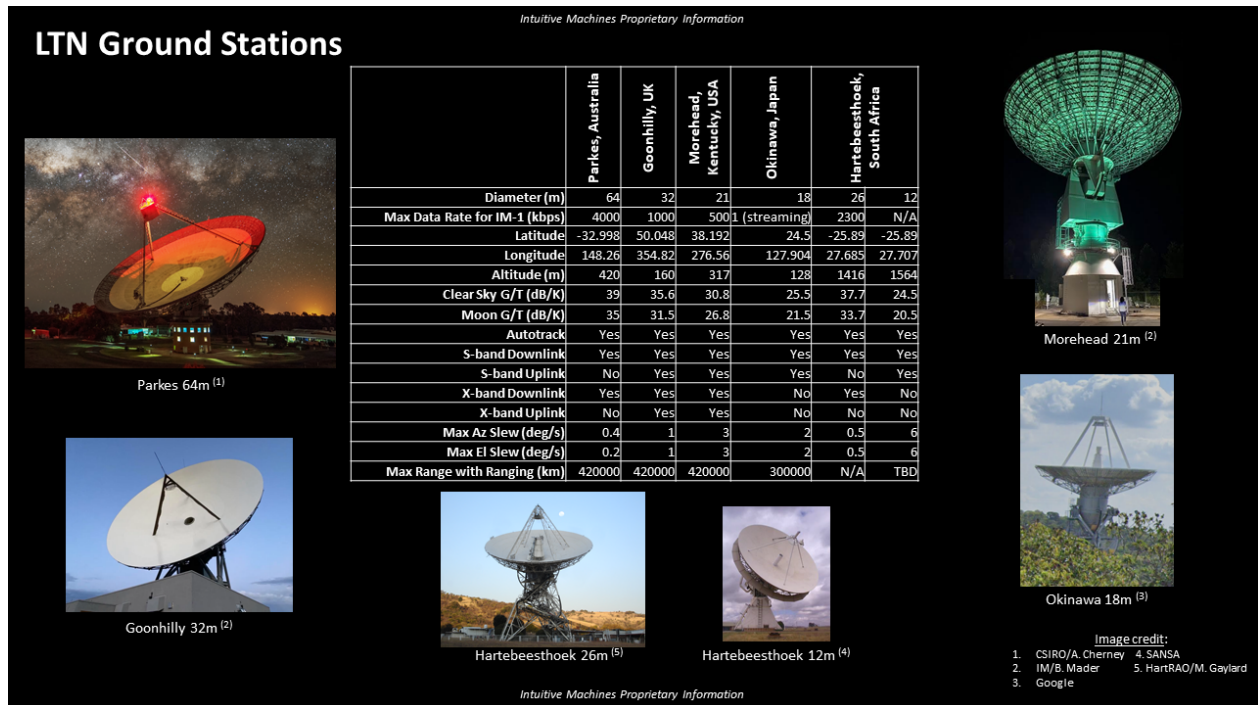 Intuitive Machines Proprietary Information
LTN Ground Stations
Parkes, Australia
Goonhilly, UK
Morehead,
Kentucky, USA
Okinawa, Japan
Hartebeesthoek,
South Africa
Diameter (m) 64 32 21 18 26 12
Max Data Rate for IM-1 (kbps) 4000 1000 500 1 (streaming) 2300 N/A
Latitude -32.998 50.048 38.192 24.5 -25.89 -25.89
Longitude 148.26 354.82 276.56 127.904 27.685 27.707
Altitude (m) 420 160 317 128 1416 1564
Clear Sky G/T (dB/K) 39 35.6 30.8 25.5 37.7 24.5
Moon G/T (dB/K) 35 31.5 26.8 21.5 33.7 20.5
Autotrack Yes Yes Yes Yes Yes Yes
S-band Downlink Yes Yes Yes Yes Yes Yes
S-band Uplink No Yes Yes Yes No Yes
X-band Downlink Yes Yes Yes No Yes No
X-band Uplink No Yes Yes No No No
Max Az Slew (deg/s) 0.4 1 3 2 0.5 6
Max El Slew (deg/s) 0.2 1 3 2 0.5 6
Max Range with Ranging (km) 420000 420000 420000 300000 N/A TBD
Parkes 64m (1)
Morehead 21m (2)
Goonhilly 32m (2)
Hartebeesthoek 26m (5)
Hartebeesthoek 12m (4)
Okinawa 18m (3)
Image credit:
1. CSIRO/A. Cherney 4. SANSA
2. IM/B. Mader 5. HartRAO/M. Gaylard
3. Google
Intuitive Machines Proprietary Information